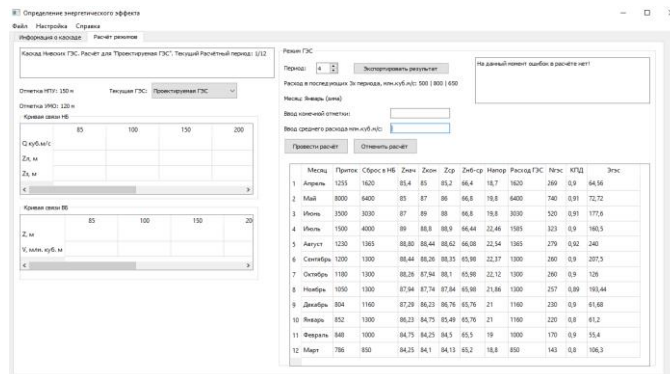 Определение энергетического эффекта
Файл Настройка Справка
Информация о каскаде Расчёт режимов
Каскад Нивских ГЭС. Расчёт для "Проектируемая ГЭС". Текущий Расчётный период: 1/12
Отметка НПУ: 150 м Текущая ГЭС: Проектируемая ГЭС
Отметка УМО: 120 м
Кривая связи НБ
85 100 150 200
Q куб.м/с
Zл, м
Zз, м
Кривая связи ВБ
85 100 150 20
Z, м
V, млн. куб. м
Режим ГЭС
Период: 4 Экспортировать результат
Расход в последующих 3х периода, млн.куб.м/с: 500 | 800 | 650
Месяц: Январь (зима)
Ввод конечной отметки:
Ввод среднего расхода млн.куб.м/с:
Провести расчёт Отменить расчёт
На данный момент ошибок в расчёте нет!
Месяц Приток Сброс в НБ Zнач Zкон Zср Zнб-ср Напор Расход ГЭС Nгэс КПД Эгэс
1 Апрель 1255 1620 85,4 85 85,2 66,4 18,7 1620 269 0,9 64,56
2 Май 8000 6400 85 87 86 66,8 19,8 6400 740 0,91 72,72
3 Июнь 3500 3030 87 89 88 66,8 19,8 3030 520 0,91 177,6
4 Июль 1500 4000 89 88,8 88,9 66,44 22,46 1585 323 0,9 160,5
5 Август 1230 1365 88,80 88,44 88,62 66,08 22,54 1365 279 0,92 240
6 Сентябрь 1200 1300 88,44 88,26 88,35 65,98 22,37 1300 260 0,9 207,5
7 Октябрь 1180 1300 88,26 87,94 88,1 65,98 22,12 1300 260 0,9 126
8 Ноябрь 1050 1300 87,94 87,74 87,84 65,98 21,86 1300 257 0,89 193,44
9 Декабрь 804 1160 87,28 86,23 86,76 65,76 21 1160 230 0,9 61,68
10 Январь 852 1300 86,23 84,75 85,49 65,76 21 1160 220 0,8 61,2
11 Февраль 848 1000 84,75 84,25 84,5 65,5 19 1000 170 0,9 55,4
12 Март 786 850 84,25 84,1 84,13 65,2 18,8 850 143 0,8 106,3